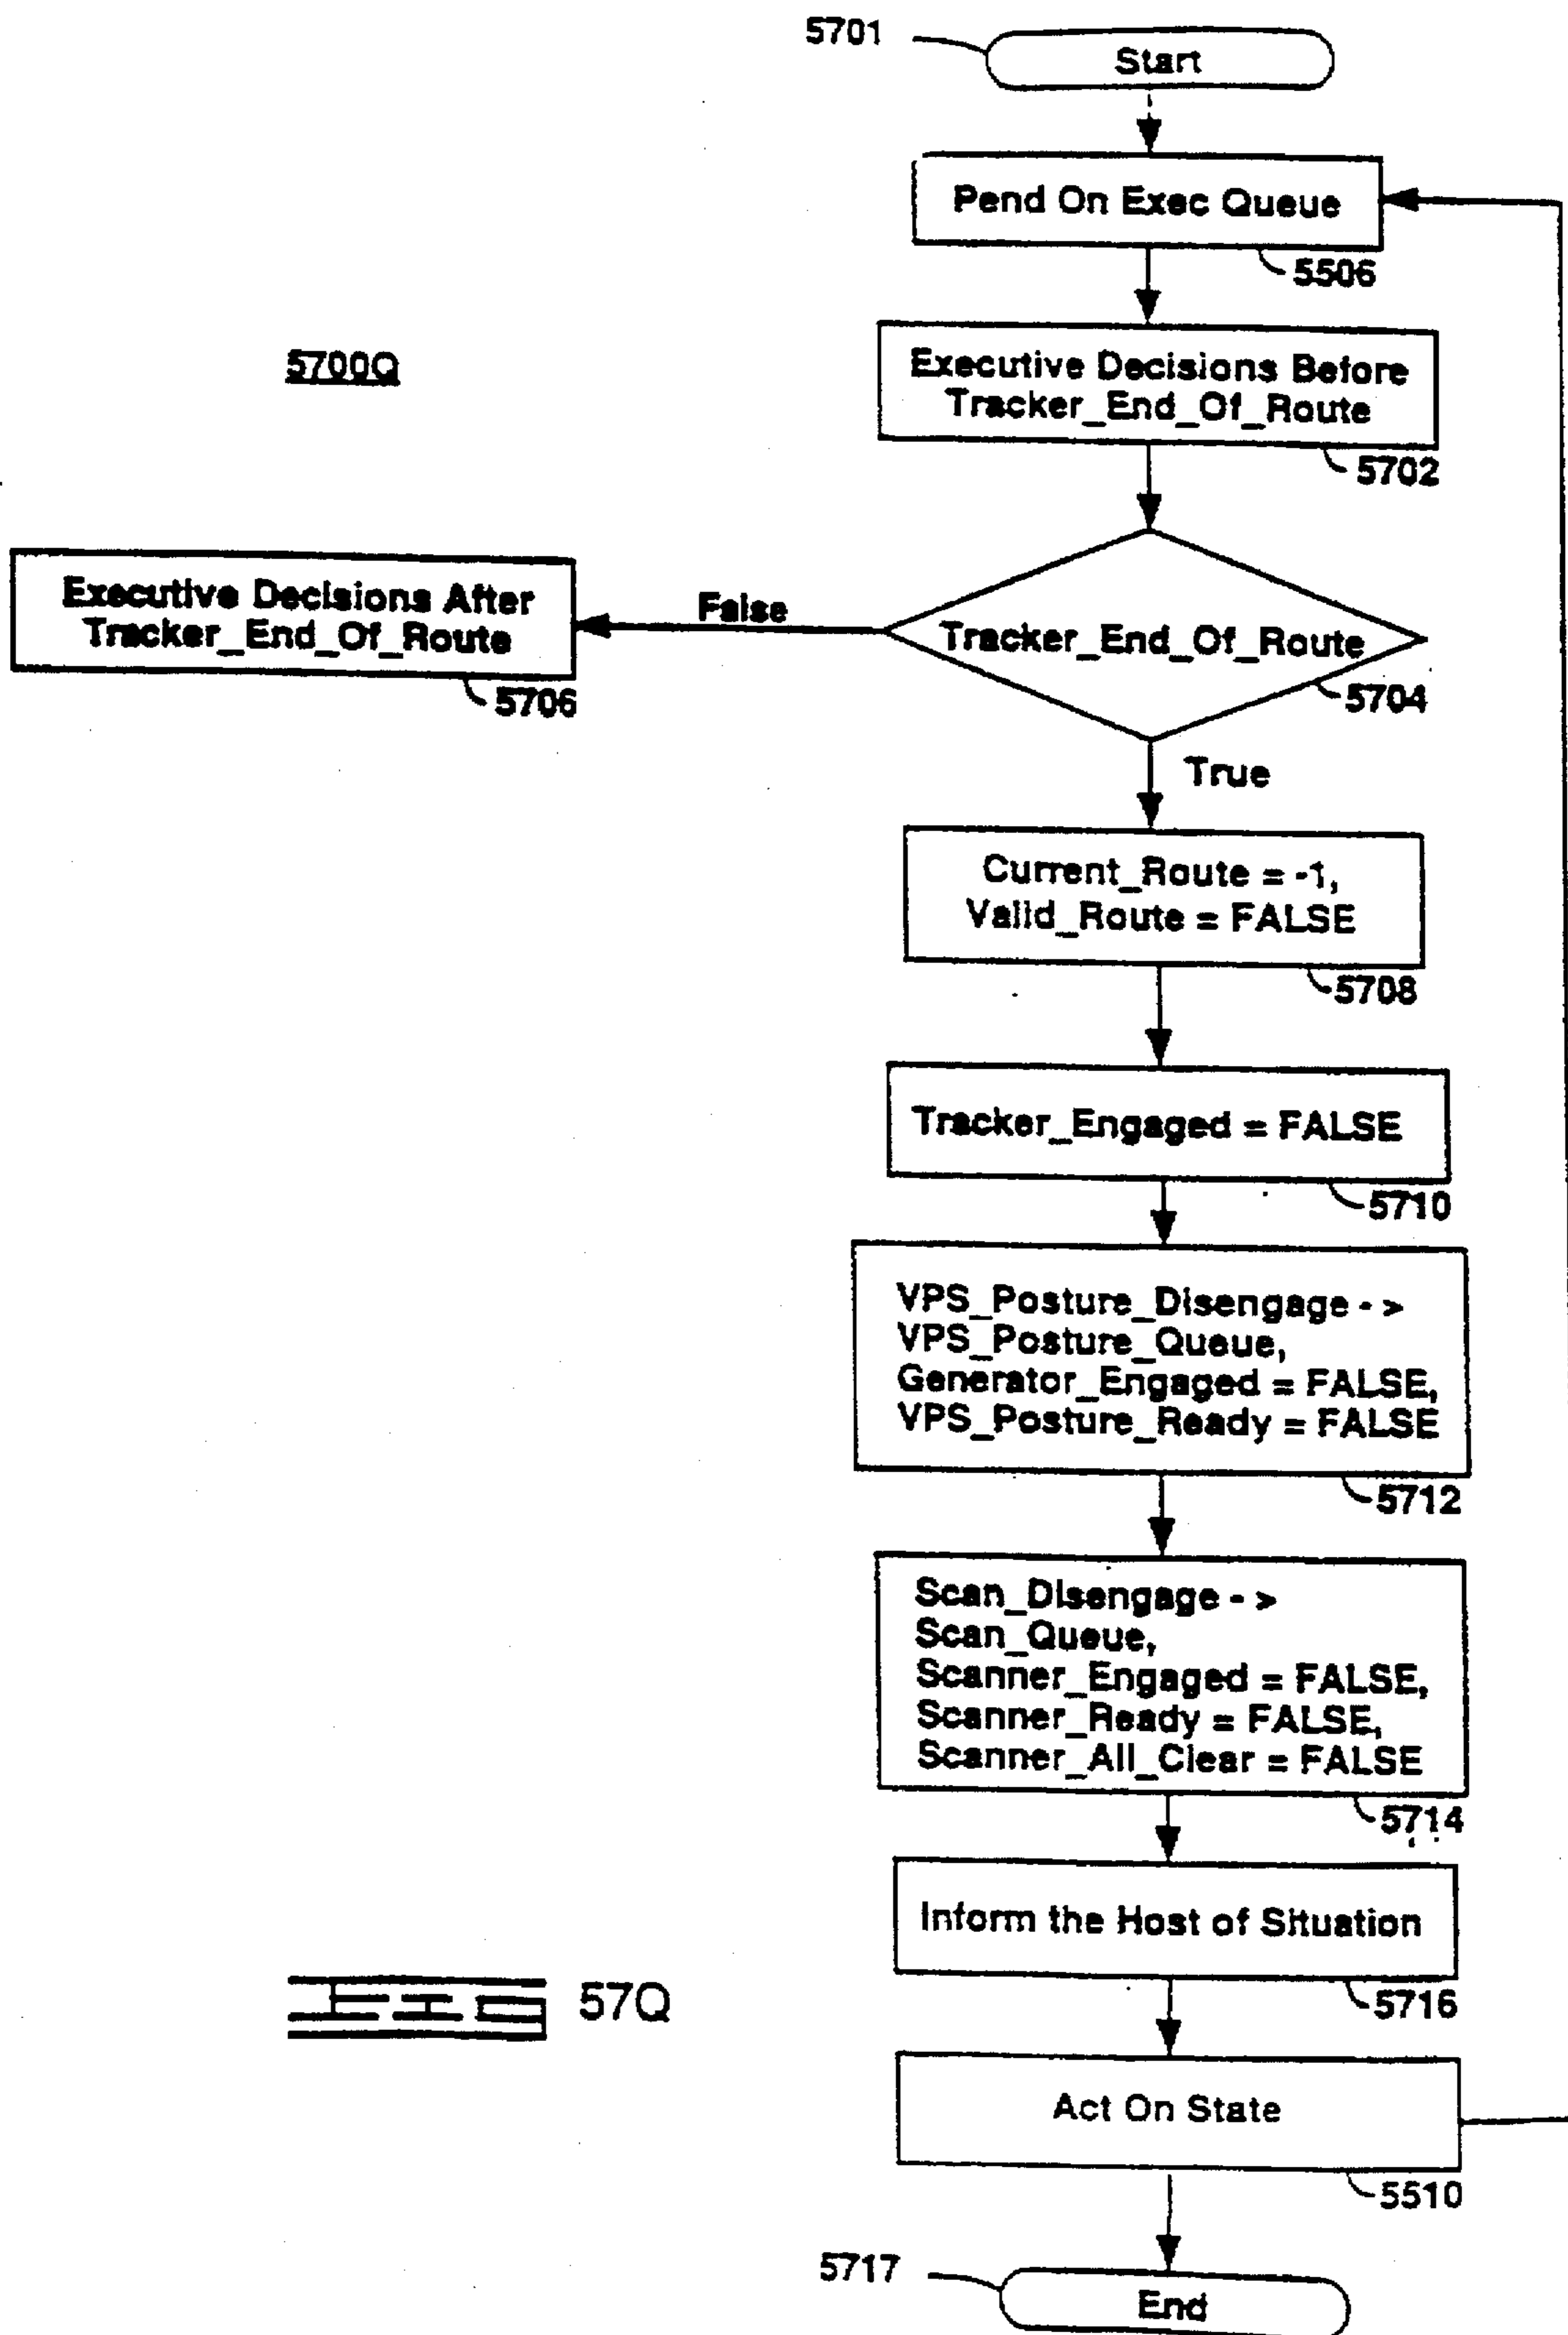 5701
Start
Pend On Exec Queue
5506
5700Q
Executive Decisions Before
Tracker_End_Of_Route
5702
Executive Decisions After
Tracker_End_Of_Route
5706
False
Tracker_End_Of_Route
5704
True
Current_Route = -1,
Valid_Route = FALSE
5708
Tracker_Engaged = FALSE
5710
VPS_Posture_Disengage - >
VPS_Posture_Queue,
Generator_Engaged = FALSE,
VPS_Posture_Ready = FALSE
5712
Scan_Disengage - >
Scan_Queue,
Scanner_Engaged = FALSE,
Scanner_Ready = FALSE,
Scanner_All_Clear = FALSE
5714
Inform the Host of Situation
5716
FIG 57Q
Act On State
5510
5717
End